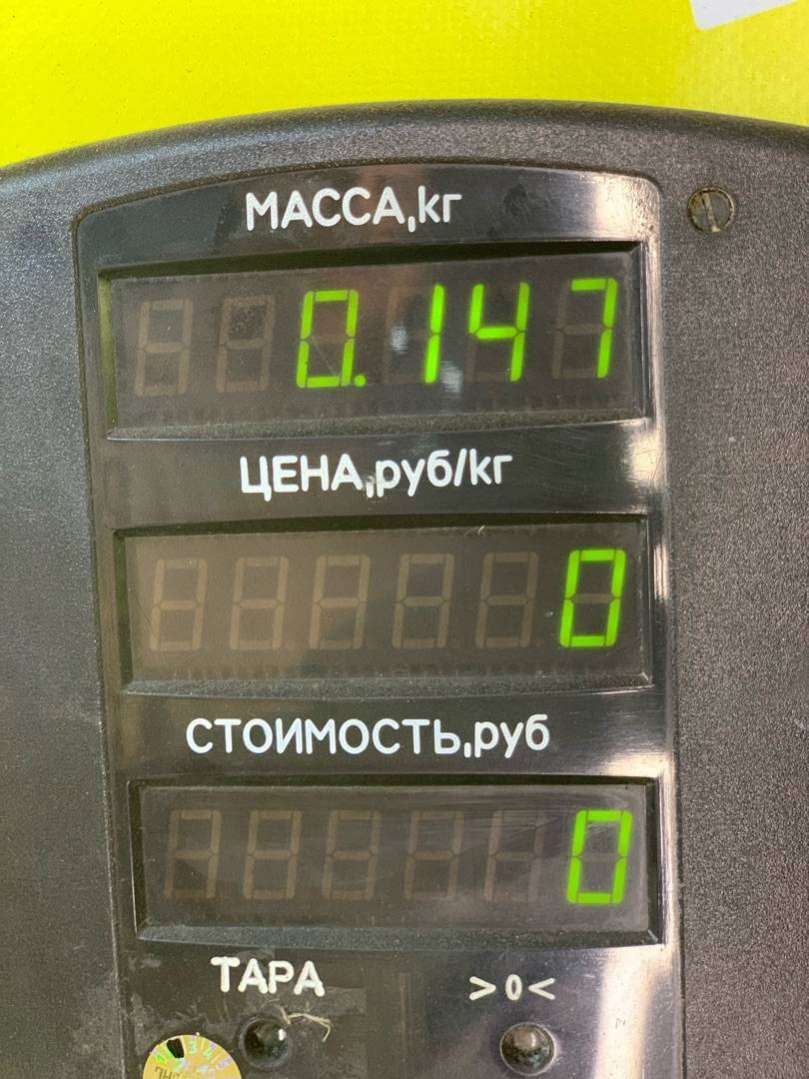 МАССА,кг
0.147
ЦЕНА,руб/кг
0
СТОИМОСТЬ,руб
0
ТАРА >0<